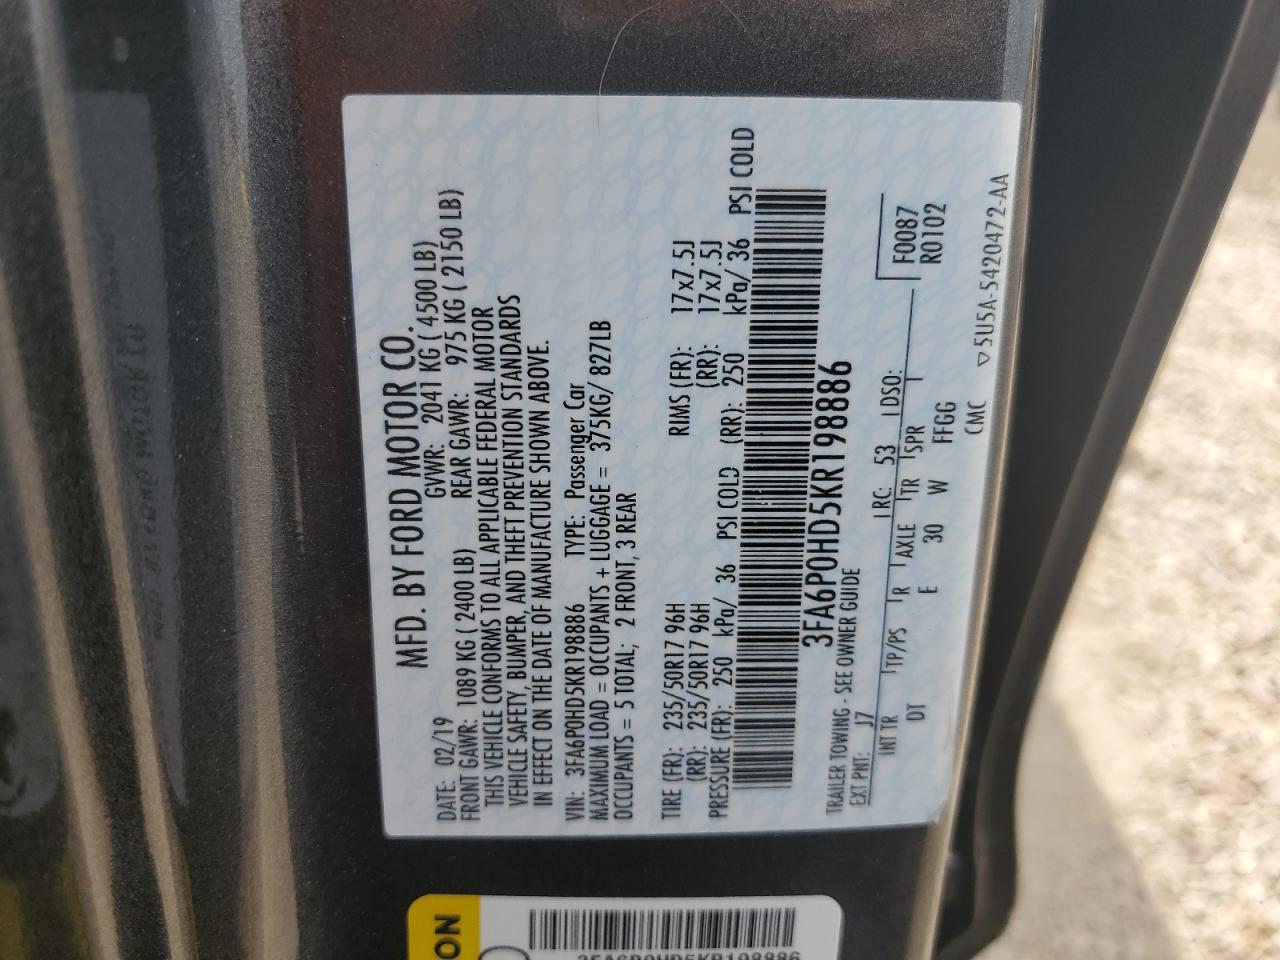 MFD. BY FORD MOTOR CO.
DATE: 02/19 GVWR: 2041 KG ( 4500 LB)
FRONT GAWR: 1089 KG ( 2400 LB) REAR GAWR: 975 KG ( 2150 LB)
THIS VEHICLE CONFORMS TO ALL APPLICABLE FEDERAL MOTOR
VEHICLE SAFETY, BUMPER, AND THEFT PREVENTION STANDARDS
IN EFFECT ON THE DATE OF MANUFACTURE SHOWN ABOVE.
VIN: 3FA6P0HD5KR198886 TYPE: Passenger Car
MAXIMUM LOAD = OCCUPANTS + LUGGAGE = 375KG/ 827LB
OCCUPANTS = 5 TOTAL; 2 FRONT, 3 REAR
TIRE (FR): 235/50R17 96H RIMS (FR): 17x7.5J
(RR): 235/50R17 96H (RR): 17x7.5J
PRESSURE (FR): 250 kPa/ 36 PSI COLD (RR): 250 kPa/ 36 PSI COLD
3FA6P0HD5KR198886
TRAILER TOWING - SEE OWNER GUIDE
EXT PNT: J7 RC: 53 DSO:
F0087
R0102
INT TR TP/PS R AXLE TR SPR
DT E 30 W FFGG
CMC
▽5U5A-5420472-AA
ON
3FA6P0HD5KR198886